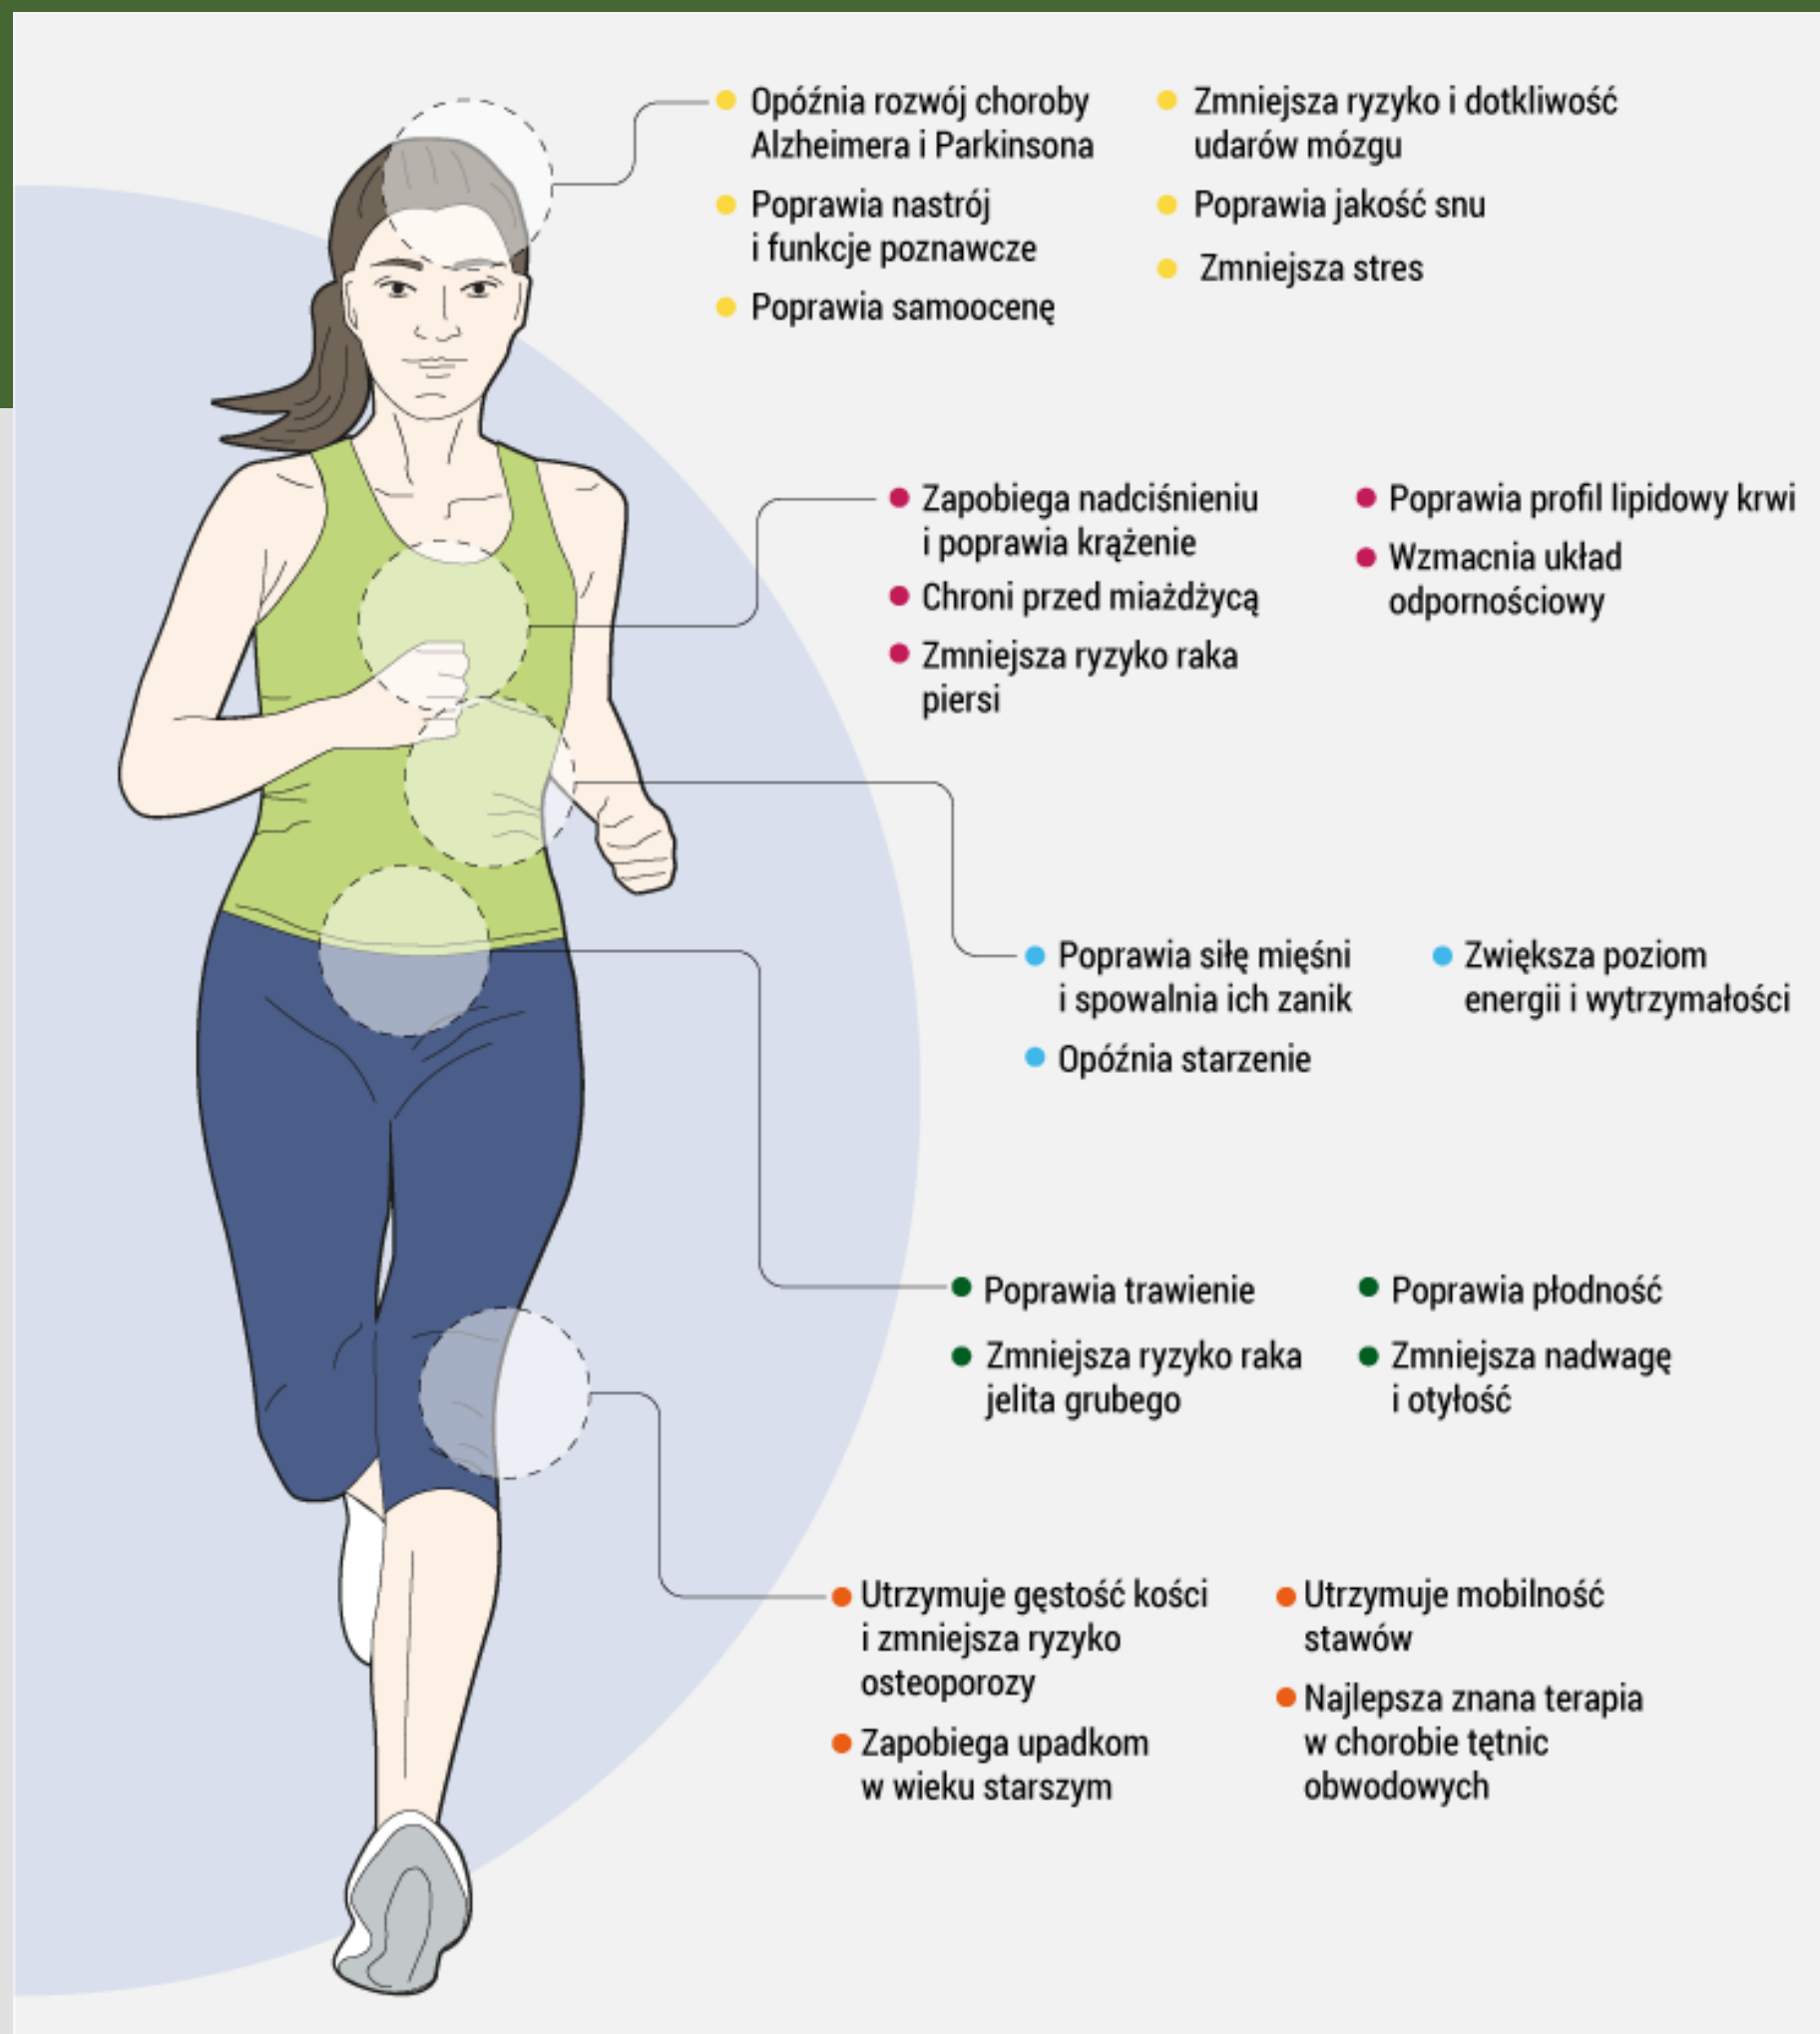 Opóźnia rozwój choroby
Alzheimera i Parkinsona
Poprawia nastrój
i funkcje poznawcze
Poprawia samoocenę
Zmniejsza ryzyko i dotkliwość
udarów mózgu
Poprawia jakość snu
Zmniejsza stres
Zapobiega nadciśnieniu
i poprawia krążenie
Chroni przed miażdżycą
Zmniejsza ryzyko raka
piersi
Poprawia profil lipidowy krwi
Wzmacnia układ
odpornościowy
Poprawia siłę mięśni
i spowalnia ich zanik
Opóźnia starzenie
Zwiększa poziom
energii i wytrzymałości
Poprawia trawienie
Zmniejsza ryzyko raka
jelita grubego
Poprawia płodność
Zmniejsza nadwagę
i otyłość
Utrzymuje gęstość kości
i zmniejsza ryzyko
osteoporozy
Zapobiega upadkom
w wieku starszym
Utrzymuje mobilność
stawów
Najlepsza znana terapia
w chorobie tętnic
obwodowych